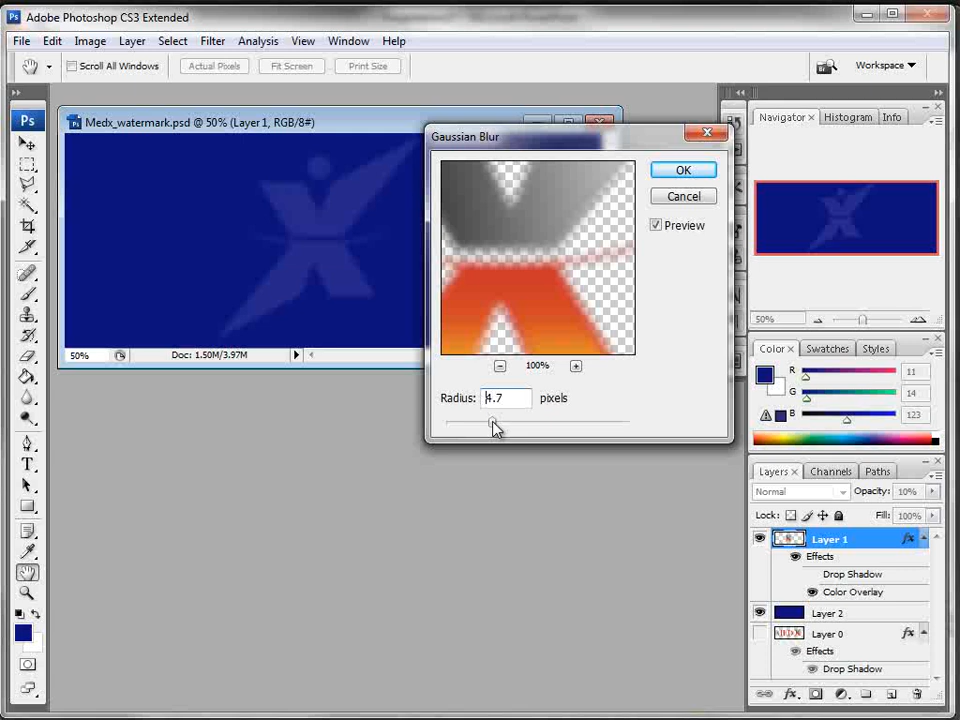 Adobe Photoshop CS3 Extended
File Edit Image Layer Select Filter Analysis View Window Help
Scroll All Windows Actual Pixels Fit Screen Print Size Workspace
Ps
Medx_watermark.psd @ 50% (Layer 1, RGB/8#)
50% Doc: 1.50M/3.97M
Gaussian Blur
OK
Cancel
Preview
100%
Radius: 4.7 pixels
Navigator Histogram Info
50%
Color Swatches Styles
R 11
G 14
B 123
Layers Channels Paths
Normal Opacity: 10%
Lock: Fill: 100%
Layer 1 fx
Effects
Drop Shadow
Color Overlay
Layer 2
Layer 0 fx
Effects
Drop Shadow